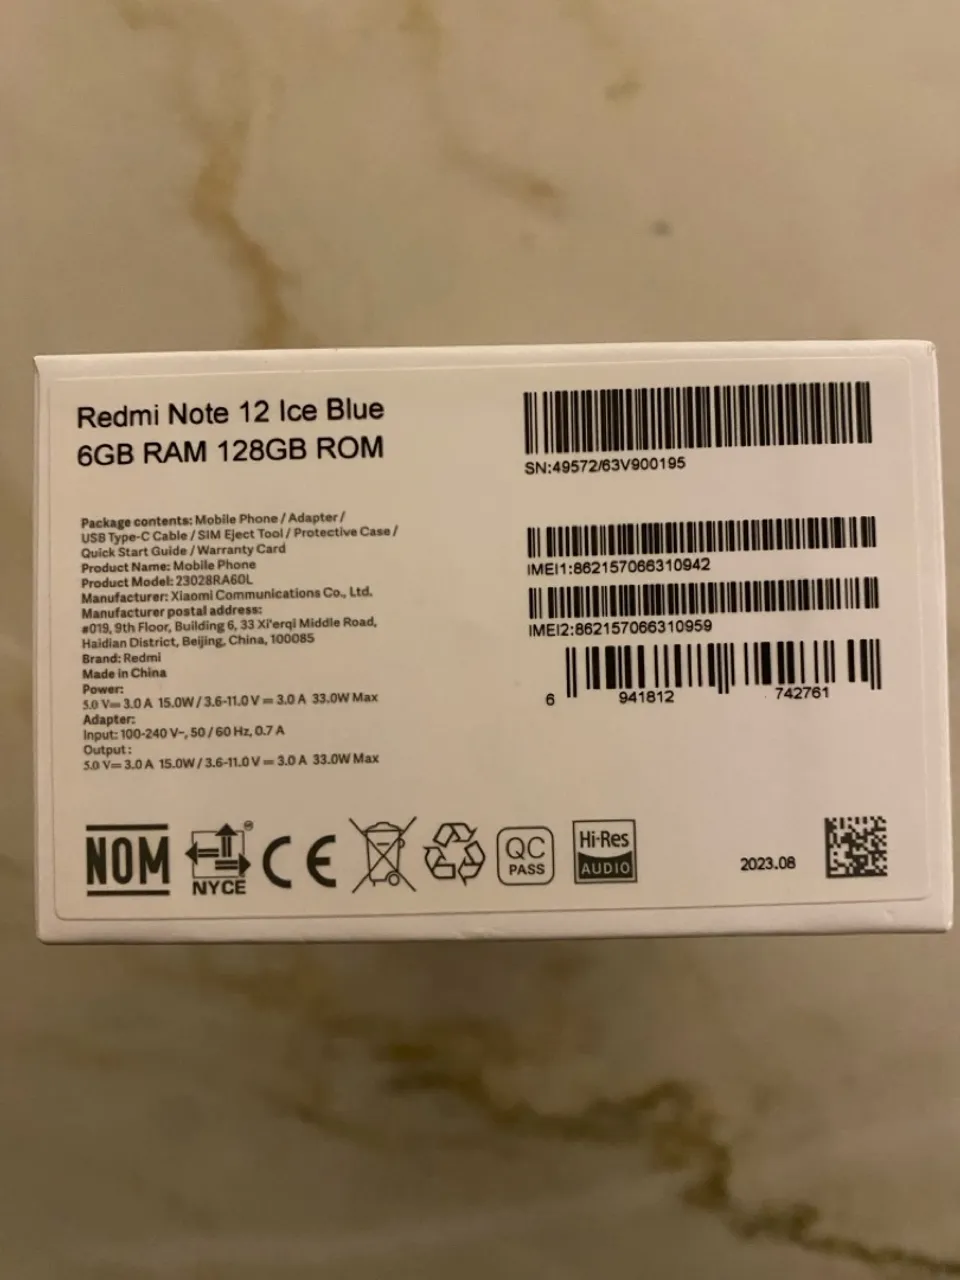 Redmi Note 12 Ice Blue
6GB RAM 128GB ROM
Package contents: Mobile Phone / Adapter /
USB Type-C Cable / SIM Eject Tool / Protective Case /
Quick Start Guide / Warranty Card
Product Name: Mobile Phone
Product Model: 23028RA60L
Manufacturer: Xiaomi Communications Co., Ltd.
Manufacturer postal address:
#019, 9th Floor, Building 6, 33 Xi'erqi Middle Road,
Haidian District, Beijing, China, 100085
Brand: Redmi
Made in China
Power:
5.0 V⎓ 3.0 A 15.0W / 3.6-11.0 V ⎓ 3.0 A 33.0W Max
Adapter:
Input: 100-240 V~, 50 / 60 Hz, 0.7 A
Output :
5.0 V⎓ 3.0 A 15.0W / 3.6-11.0 V ⎓ 3.0 A 33.0W Max
SN:49572/63V900195
IMEI1:862157066310942
IMEI2:862157066310959
6 941812 742761
NOM
NYCE
CE
QC
PASS
Hi-Res
AUDIO
2023.08